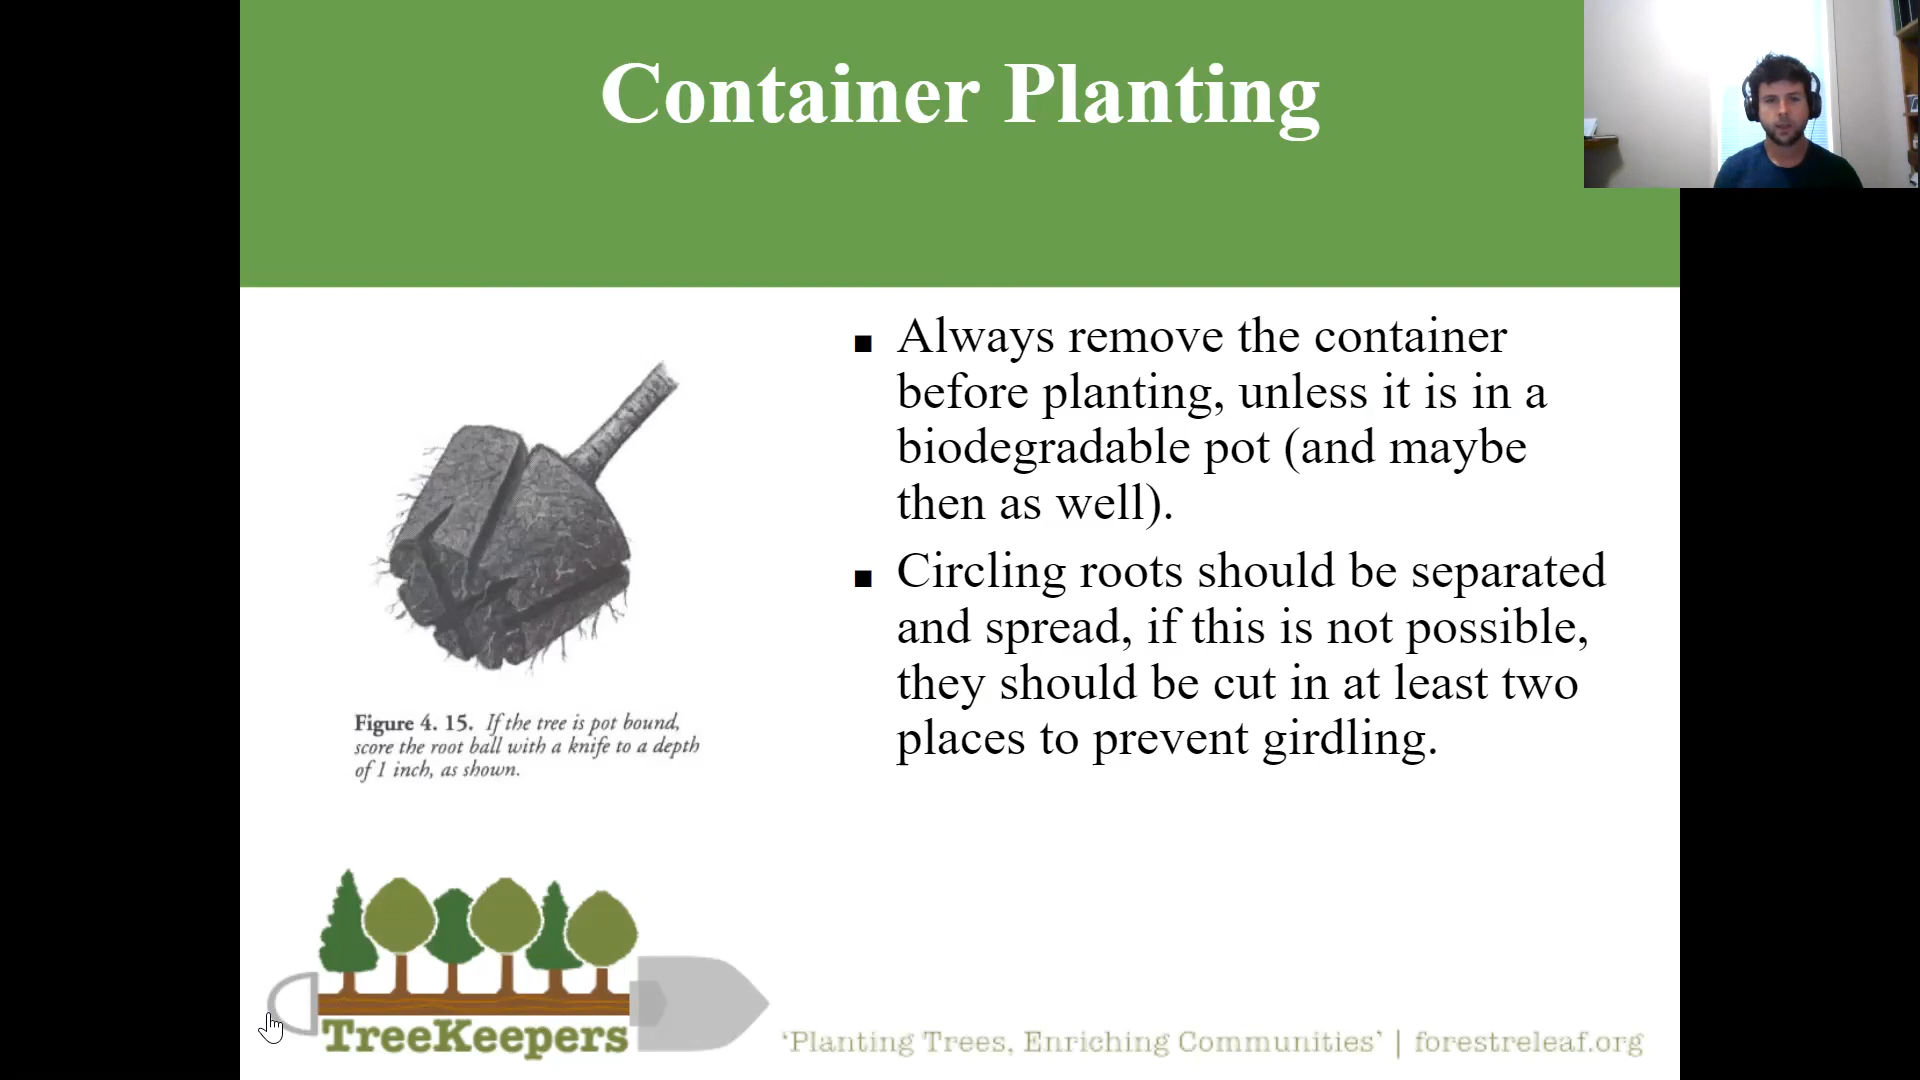 Container Planting
■ Always remove the container
before planting, unless it is in a
biodegradable pot (and maybe
then as well).
■ Circling roots should be separated
and spread, if this is not possible,
they should be cut in at least two
places to prevent girdling.
Figure 4. 15. If the tree is pot bound,
score the root ball with a knife to a depth
of 1 inch, as shown.
TreeKeepers
‘Planting Trees, Enriching Communities’ | forestreleaf.org